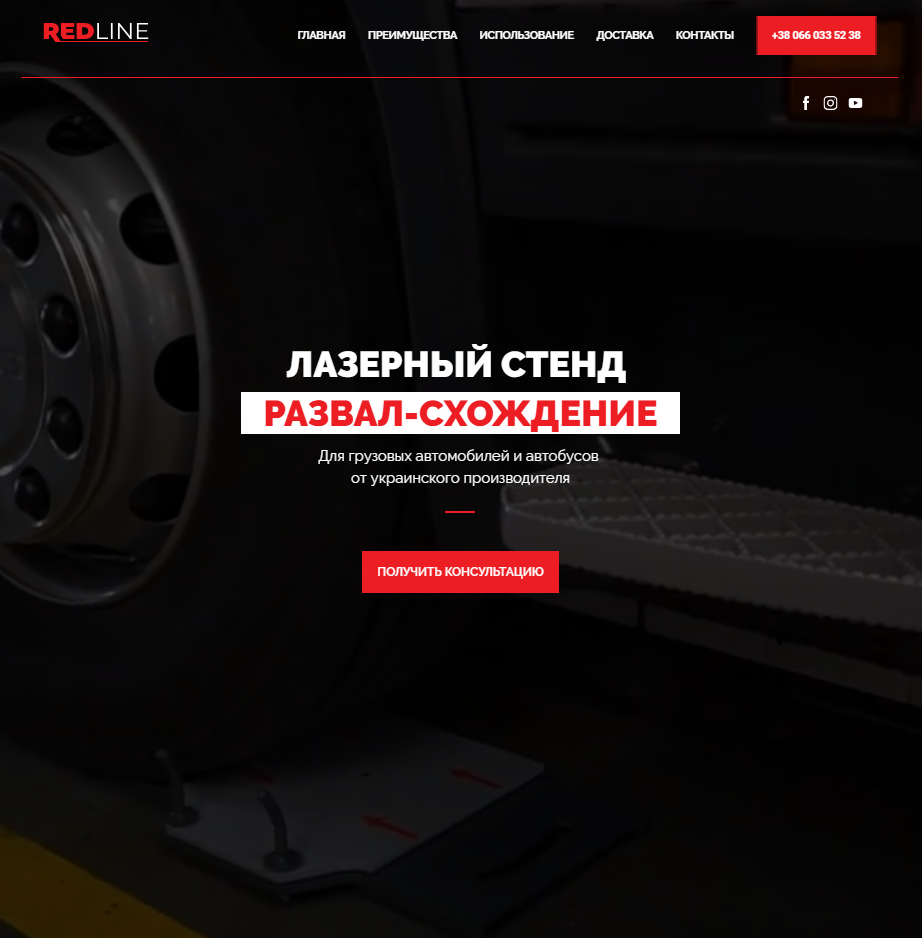 REDLINE
ГЛАВНАЯ ПРЕИМУЩЕСТВА ИСПОЛЬЗОВАНИЕ ДОСТАВКА КОНТАКТЫ +38 066 033 52 38
ЛАЗЕРНЫЙ СТЕНД
РАЗВАЛ-СХОЖДЕНИЕ
Для грузовых автомобилей и автобусов
от украинского производителя
ПОЛУЧИТЬ КОНСУЛЬТАЦИЮ